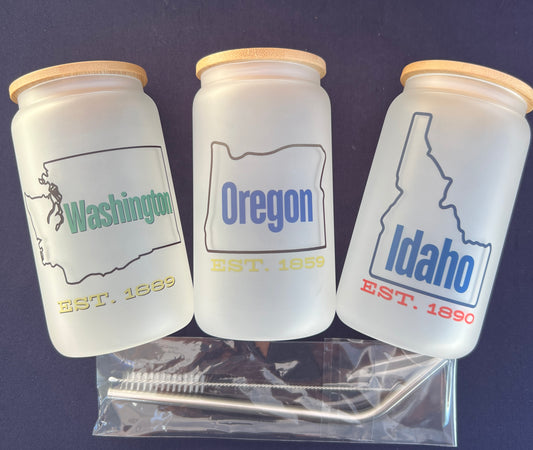 Washington
EST. 1889
Oregon
EST. 1859
Idaho
EST. 1890